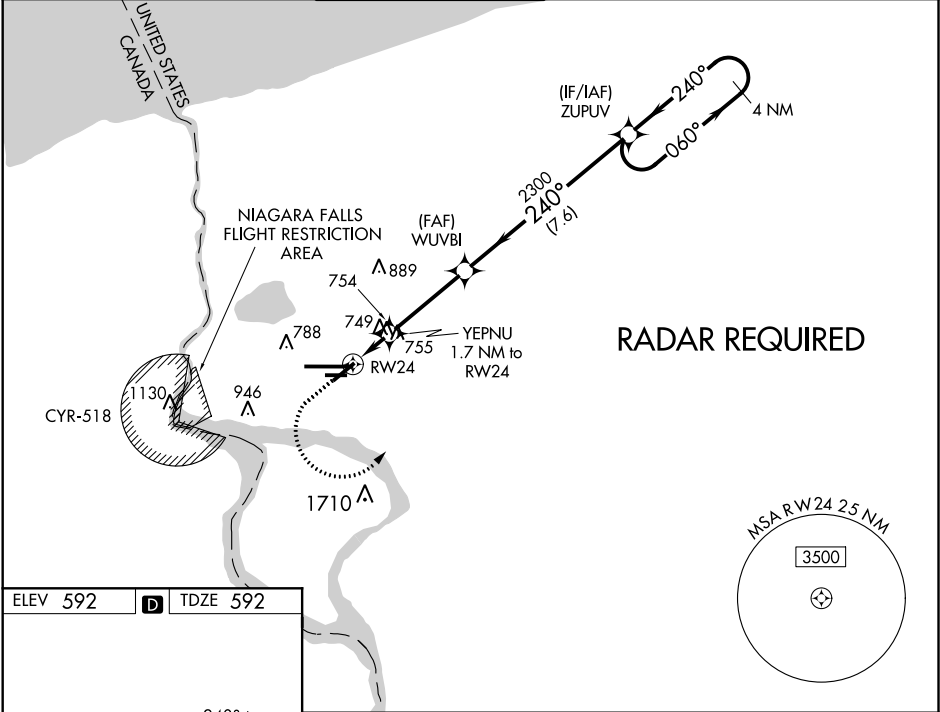 UNITED STATES
CANADA
(IF/IAF)
ZUPUV
240°
060°
4 NM
2300
240°
(7.6)
NIAGARA FALLS
FLIGHT RESTRICTION
AREA
(FAF)
WUVBI
889
754
749
788
755
YEPNU
1.7 NM to
RW24
RW24
RADAR REQUIRED
1130
946
CYR-518
1710
MSA RW24 25 NM
3500
ELEV 592
D
TDZE 592